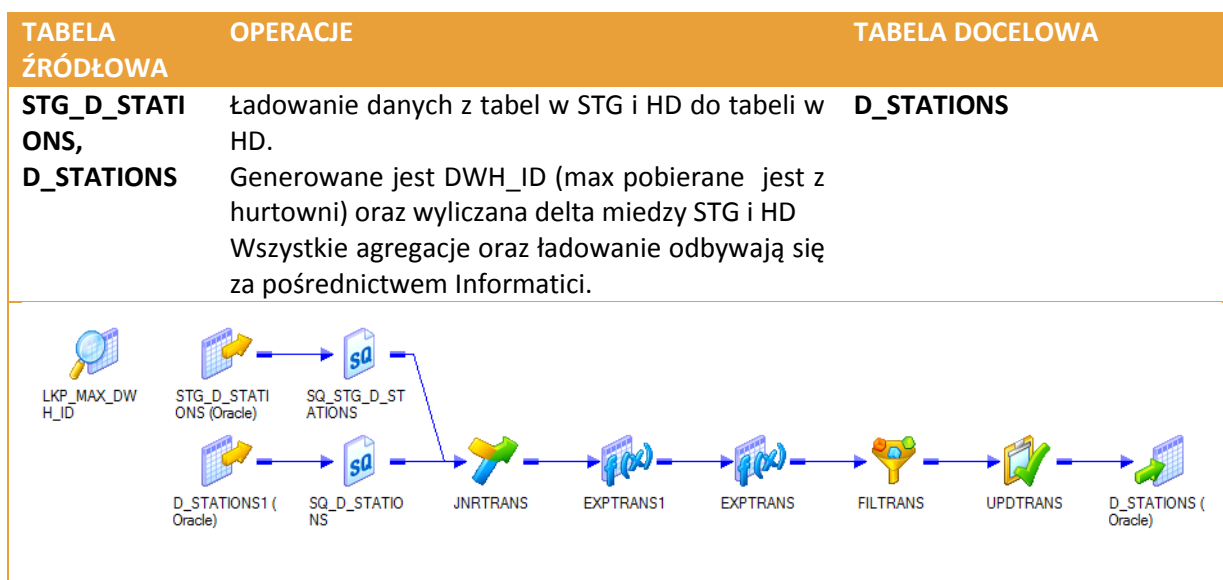 TABELA ŹRÓDŁOWA
OPERACJE
TABELA DOCELOWA
STG_D_STATI
ONS,
D_STATIONS
Ładowanie danych z tabel w STG i HD do tabeli w
HD.
Generowane jest DWH_ID (max pobierane jest z
hurtowni) oraz wyliczana delta miedzy STG i HD
Wszystkie agregacje oraz ładowanie odbywają się
za pośrednictwem Informatici.
D_STATIONS
LKP_MAX_DW
H_ID
STG_D_STATI
ONS (Oracle)
SQ
SQ_STG_D_ST
ATIONS
D_STATIONS1 (
Oracle)
SQ
SQ_D_STATIO
NS
JNRTRANS
f(x)
EXPTRANS1
f(x)
EXPTRANS
FILTRANS
UPDTRANS
D_STATIONS (
Oracle)